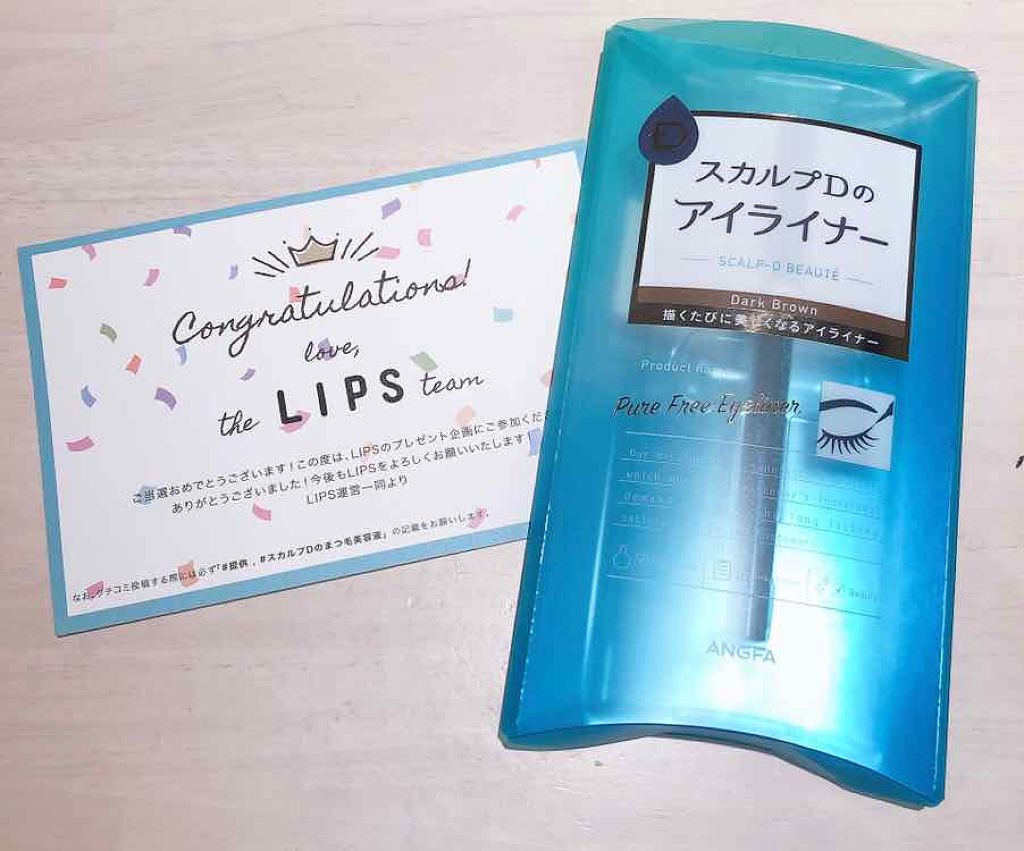 Congratulations!
love,
the LIPS team
ご当選おめでとうございます！この度は、LIPSのプレゼント企画にご参加くだ
ありがとうございました！今後もLIPSをよろしくお願いいたします！
LIPS運営一同より
なお、クチコミ投稿する際には必ず「#提供 , #スカルプDのまつ毛美容液」の記載をお願いします。
D
スカルプDの
アイライナー
SCALP-D BEAUTÉ
Dark Brown
描くたびに美しくなるアイライナー
Product
Pure Free Eyeliner.
which
demand
long lasting
ANGFA